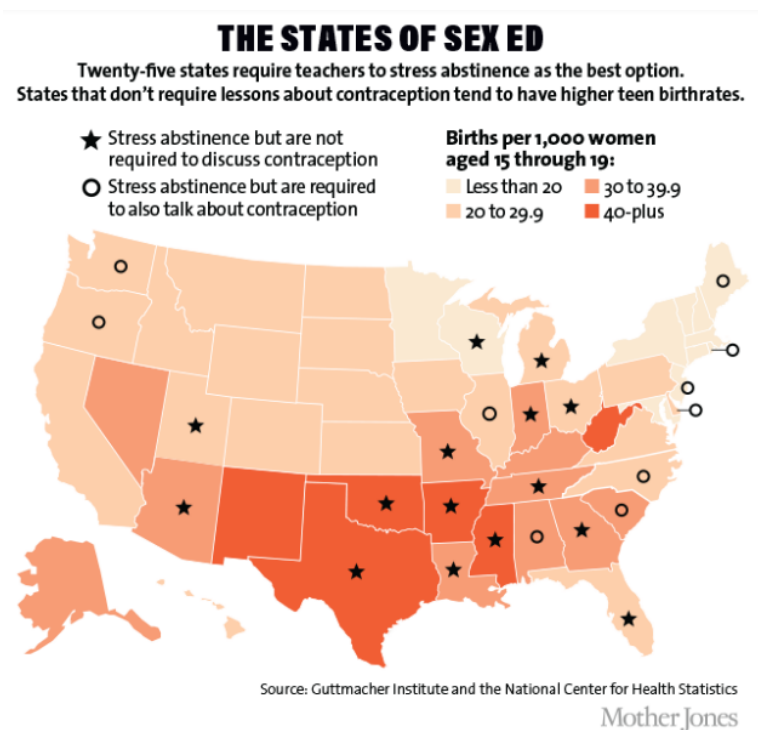 THE STATES OF SEX ED
Twenty-five states require teachers to stress abstinence as the best option.
States that don't require lessons about contraception tend to have higher teen birthrates.
Stress abstinence but are not
required to discuss contraception
Stress abstinence but are required
to also talk about contraception
Births per 1,000 women
aged 15 through 19:
Less than 20
30 to 39.9
20 to 29.9
40-plus
Source: Guttmacher Institute and the National Center for Health Statistics
Mother Jones